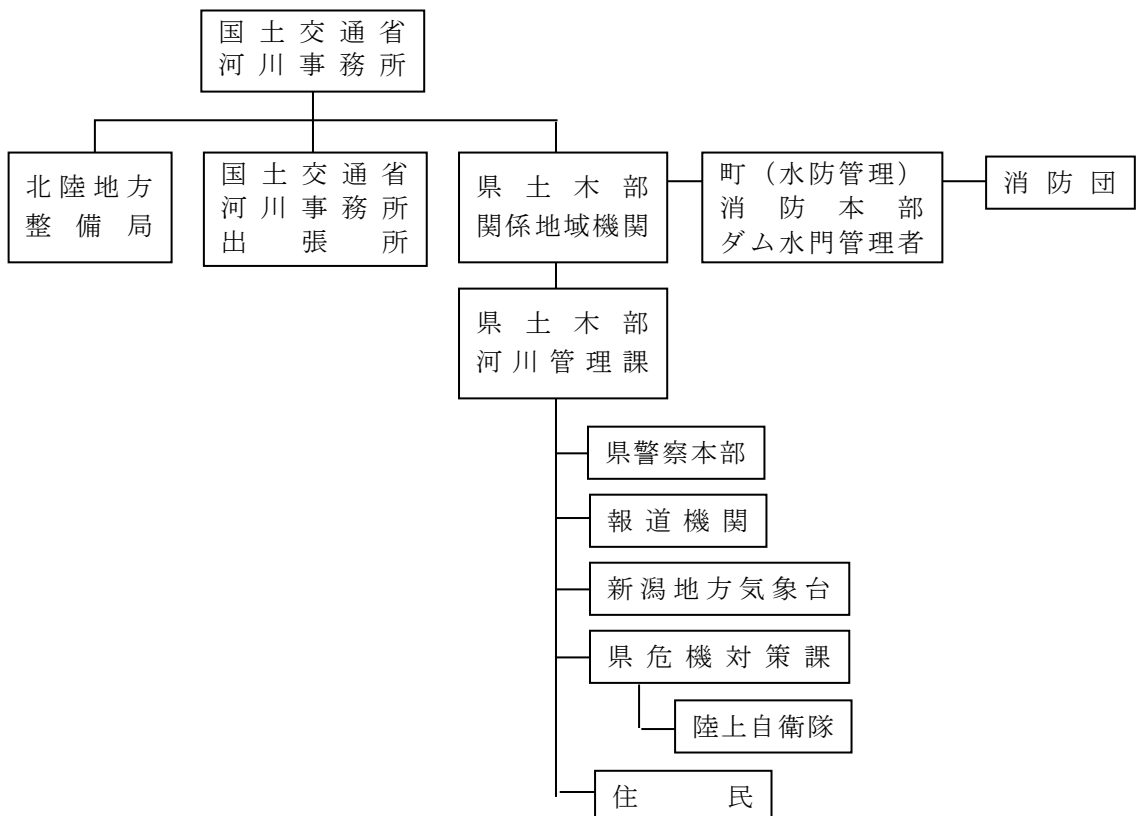 国土交通省
河川事務所
北陸地方
整備局
国土交通省
河川事務所
出張所
県土木部
関係地域機関
町（水防管理）
消防本部
ダム水門管理者
消防団
県土木部
河川管理課
県警察本部
報道機関
新潟地方気象台
県危機対策課
陸上自衛隊
住民